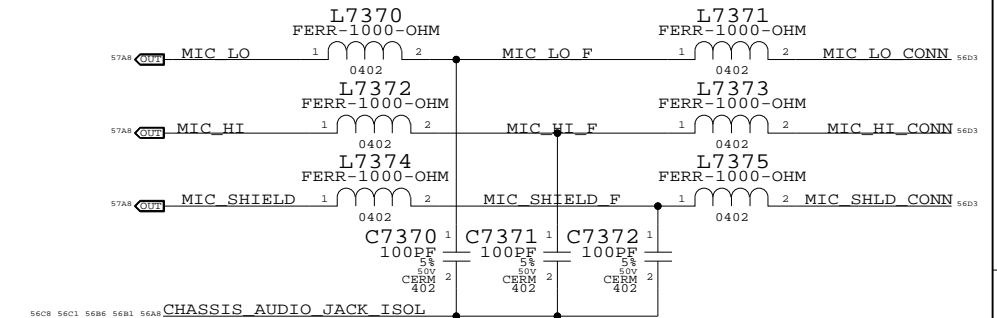 L7370
FERR-1000-OHM
L7371
FERR-1000-OHM
57A8 OUT MIC_LO 1 2 MIC_LO_F 1 2 MIC_LO_CONN 56D3
0402
0402
L7372
FERR-1000-OHM
L7373
FERR-1000-OHM
57A8 OUT MIC_HI 1 2 MIC_HI_F 1 2 MIC_HI_CONN 56D3
0402
0402
L7374
FERR-1000-OHM
L7375
FERR-1000-OHM
57A8 OUT MIC_SHIELD 1 2 MIC_SHIELD_F 1 2 MIC_SHLD_CONN 56D3
0402
0402
C7370 1
100PF
5%
50V
CERM 2
402
C7371 1
100PF
5%
50V
CERM 2
402
C7372 1
100PF
5%
50V
CERM 2
402
56C8 56C1 56B6 56B1 56A8 CHASSIS_AUDIO_JACK_ISOL